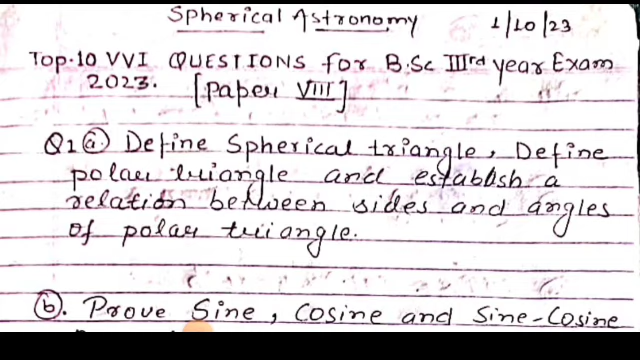 Spherical Astronomy 1/10/23
Top-10 VVI QUESTIONS for B.Sc IIIrd year Exam
2023. [Paper VIII]
Q1 (a) Define Spherical triangle, Define
polar triangle and establish a
relation between sides and angles
of polar triangle.
(b). Prove Sine, Cosine and Sine-Cosine